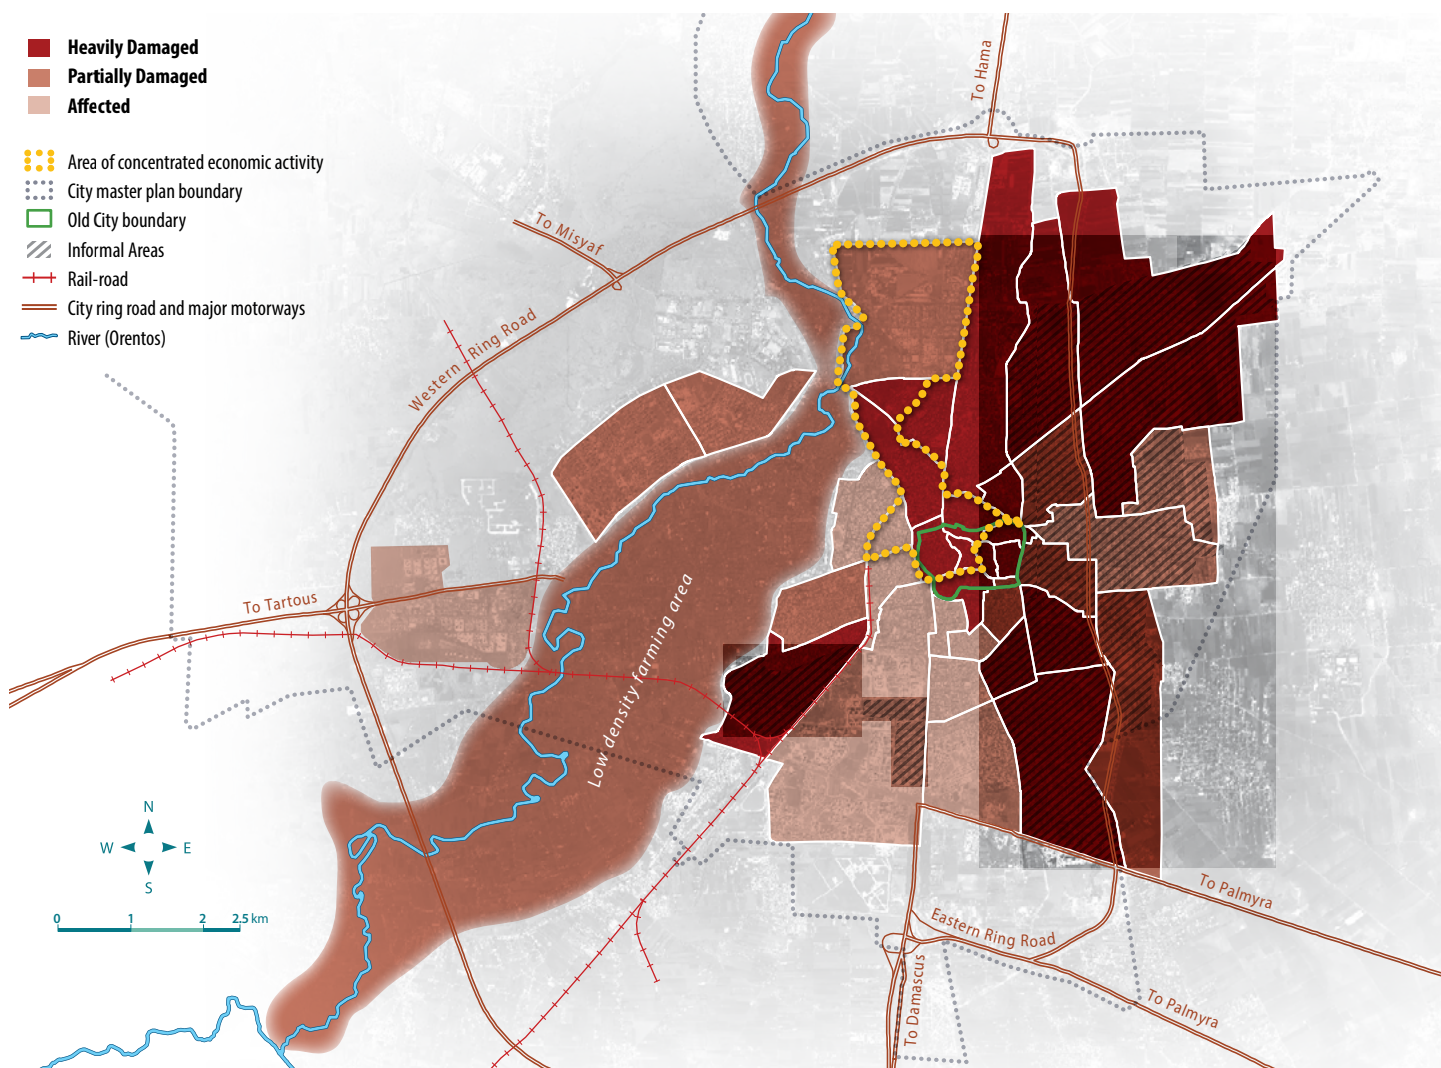 Heavily Damaged
Partially Damaged
Affected
Area of concentrated economic activity
City master plan boundary
Old City boundary
Informal Areas
Rail-road
City ring road and major motorways
River (Orentos)
To Hama
To Misyaf
Western Ring Road
To Tartous
Low density farming area
N
W E
S
0 1 2 2.5 km
To Palmyra
Eastern Ring Road
To Damascus
To Palmyra